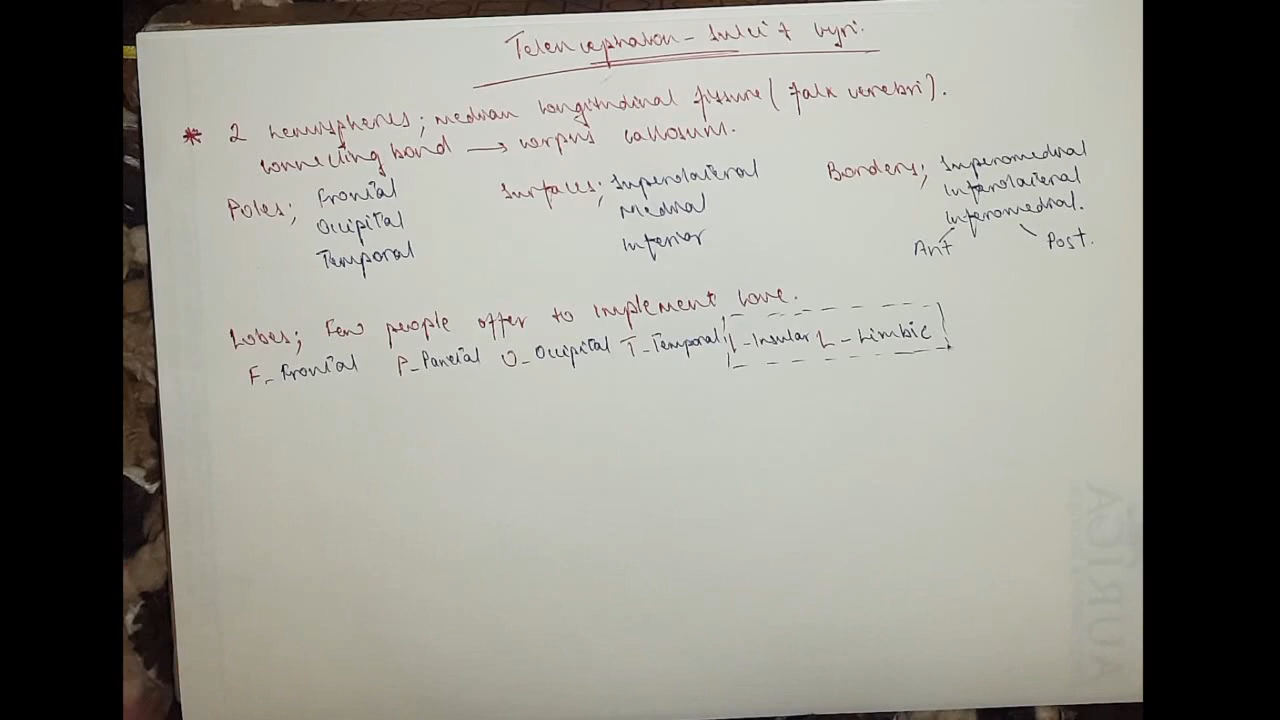 Telencephalon - Sulci + Gyri.
* 2 hemispheres; median longitudinal fissure (falx cerebri).
connecting band → corpus callosum.
Poles; Frontal
Occipital
Temporal
Surfaces; Superolateral
Medial
Inferior
Borders; Superomedial
Inferolateral
Inferomedial.
Ant Post.
Lobes; Few people offer to implement love.
F - Frontal P - Parietal O - Occipital T - Temporal I - Insular L - Limbic
AURIGA